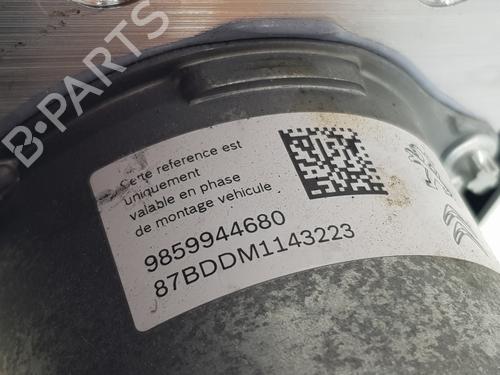 B-PARTS
Cette reference est
uniquement
valable en phase
de montage vehicule
9859944680
87BDDM1143223